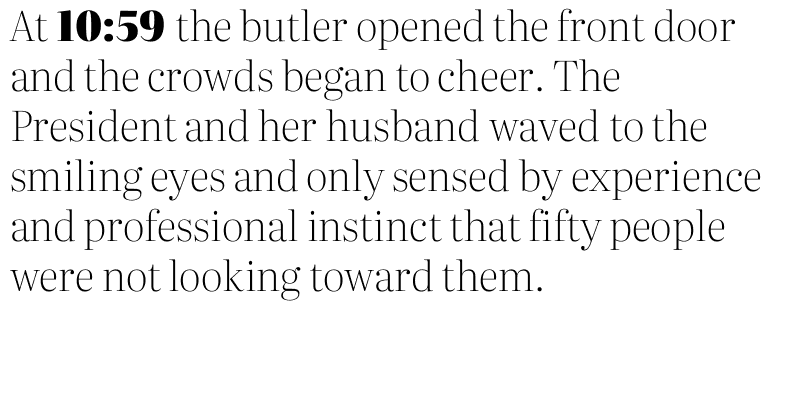 At 10:59 the butler opened the front door
and the crowds began to cheer. The
President and her husband waved to the
smiling eyes and only sensed by experience
and professional instinct that fifty people
were not looking toward them.